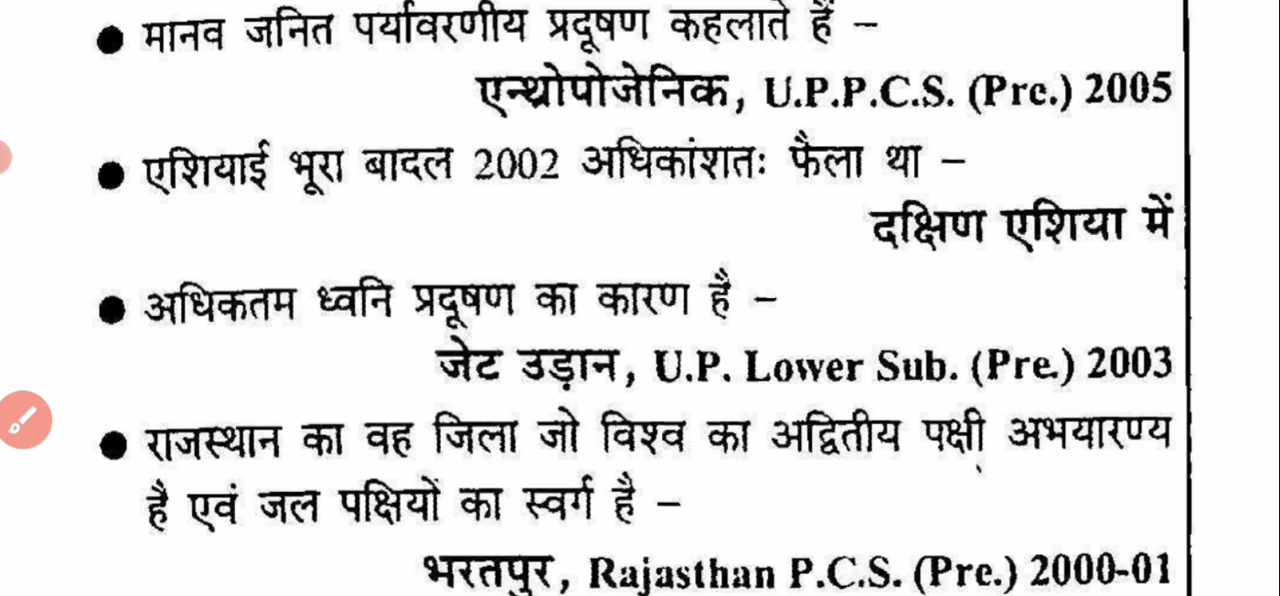 ● मानव जनित पर्यावरणीय प्रदूषण कहलाते हैं –
एन्थ्रोपोजेनिक, U.P.P.C.S. (Pre.) 2005
● एशियाई भूरा बादल 2002 अधिकांशतः फैला था –
दक्षिण एशिया में
● अधिकतम ध्वनि प्रदूषण का कारण है –
जेट उड़ान, U.P. Lower Sub. (Pre.) 2003
● राजस्थान का वह जिला जो विश्व का अद्वितीय पक्षी अभयारण्य
है एवं जल पक्षियों का स्वर्ग है –
भरतपुर, Rajasthan P.C.S. (Pre.) 2000-01